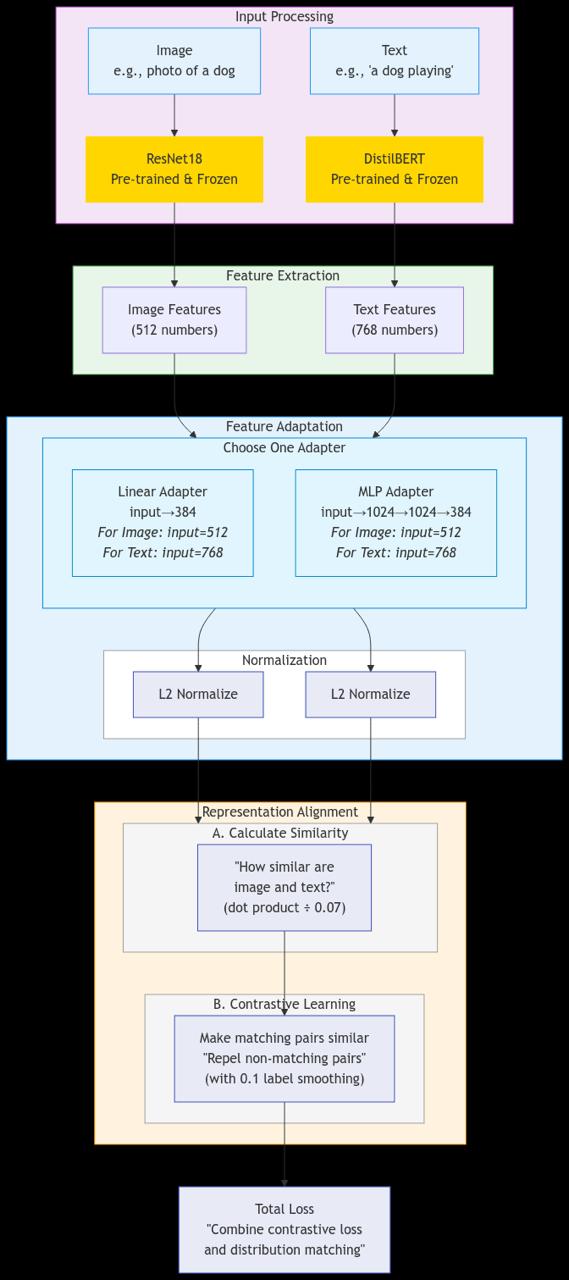 Input Processing
Image
e.g., photo of a dog
Text
e.g., 'a dog playing'
ResNet18
Pre-trained & Frozen
DistilBERT
Pre-trained & Frozen
Feature Extraction
Image Features
(512 numbers)
Text Features
(768 numbers)
Feature Adaptation
Choose One Adapter
Linear Adapter
input→384
For Image: input=512
For Text: input=768
MLP Adapter
input→1024→1024→384
For Image: input=512
For Text: input=768
Normalization
L2 Normalize
L2 Normalize
Representation Alignment
A. Calculate Similarity
"How similar are
image and text?"
(dot product ÷ 0.07)
B. Contrastive Learning
Make matching pairs similar
"Repel non-matching pairs"
(with 0.1 label smoothing)
Total Loss
"Combine contrastive loss
and distribution matching"